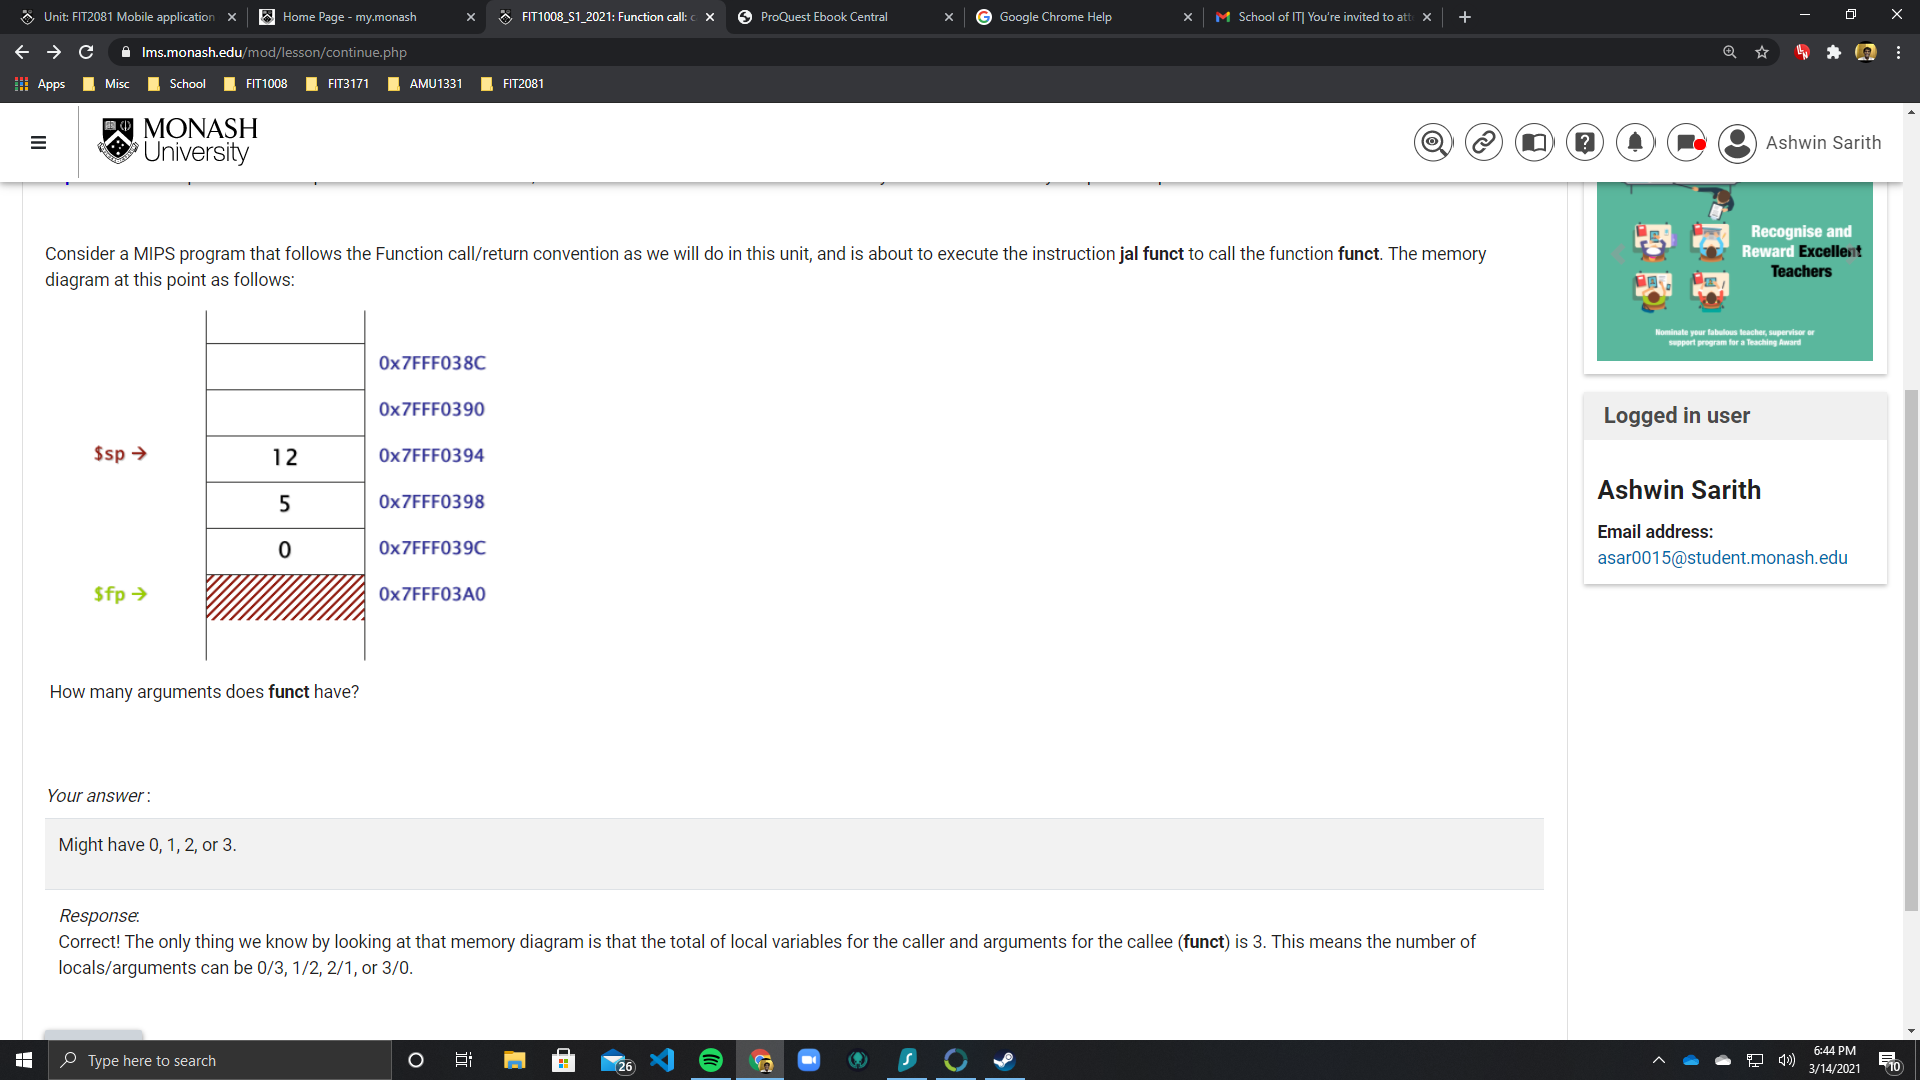 Unit: FIT2081 Mobile application
Home Page - my.monash
FIT1008_S1_2021: Function call: c
ProQuest Ebook Central
Google Chrome Help
School of IT| You're invited to att
lms.monash.edu/mod/lesson/continue.php
Apps
Misc
School
FIT1008
FIT3171
AMU1331
FIT2081
MONASH
University
Ashwin Sarith
Consider a MIPS program that follows the Function call/return convention as we will do in this unit, and is about to execute the instruction jal funct to call the function funct. The memory
diagram at this point as follows:
0x7FFF038C
0x7FFF0390
$sp → 12 0x7FFF0394
5 0x7FFF0398
0 0x7FFF039C
$fp → 0x7FFF03A0
How many arguments does funct have?
Your answer :
Might have 0, 1, 2, or 3.
Response:
Correct! The only thing we know by looking at that memory diagram is that the total of local variables for the caller and arguments for the callee (funct) is 3. This means the number of
locals/arguments can be 0/3, 1/2, 2/1, or 3/0.
Recognise and
Reward Excellent
Teachers
Nominate your fabulous teacher, supervisor or
support program for a Teaching Award
Logged in user
Ashwin Sarith
Email address:
asar0015@student.monash.edu
Type here to search
26
6:44 PM
3/14/2021
10